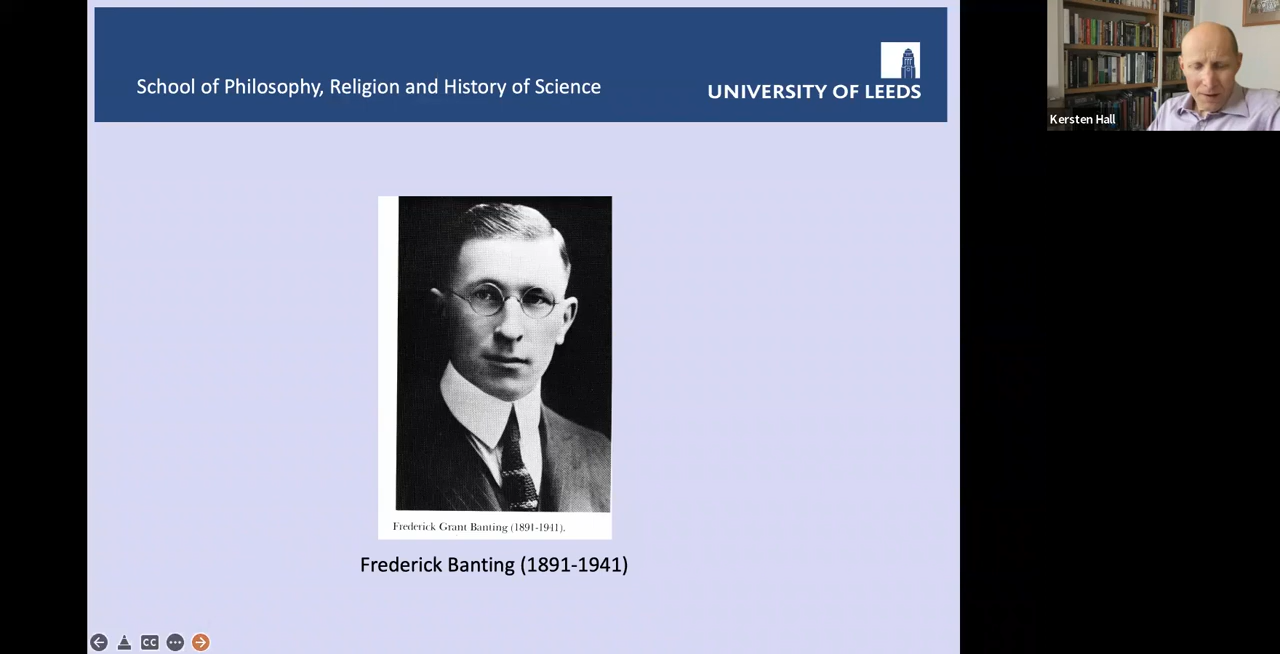 School of Philosophy, Religion and History of Science
UNIVERSITY OF LEEDS
Kersten Hall
Frederick Grant Banting (1891-1941).
Frederick Banting (1891-1941)
CC